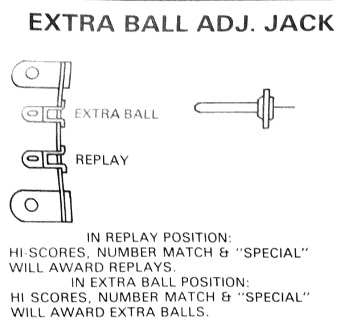 EXTRA BALL ADJ. JACK
EXTRA BALL
REPLAY
IN REPLAY POSITION:
HI-SCORES, NUMBER MATCH & "SPECIAL"
WILL AWARD REPLAYS.
IN EXTRA BALL POSITION:
HI SCORES, NUMBER MATCH & "SPECIAL"
WILL AWARD EXTRA BALLS.